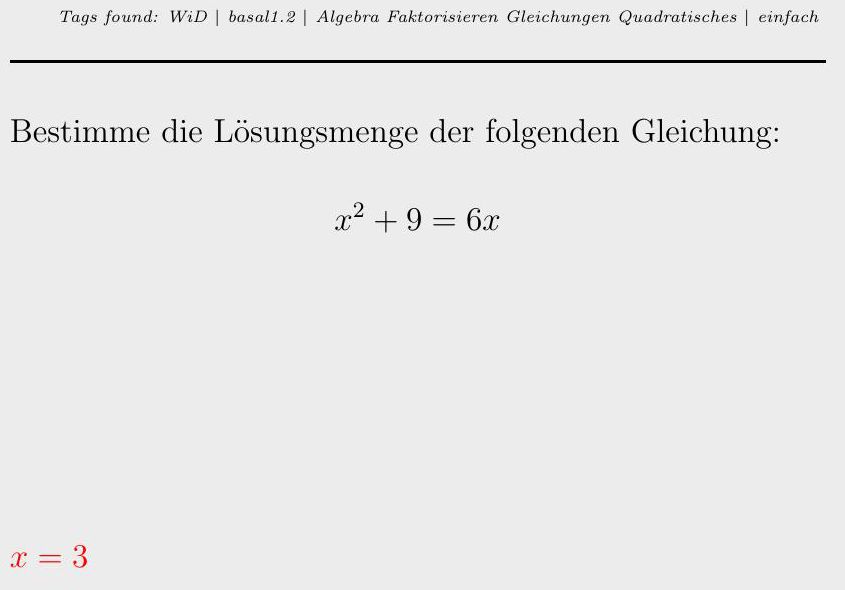 Tags found: WiD | basal1.2 | Algebra Faktorisieren Gleichungen Quadratisches | einfach
Bestimme die Lösungsmenge der folgenden Gleichung:
x² + 9 = 6x
x = 3